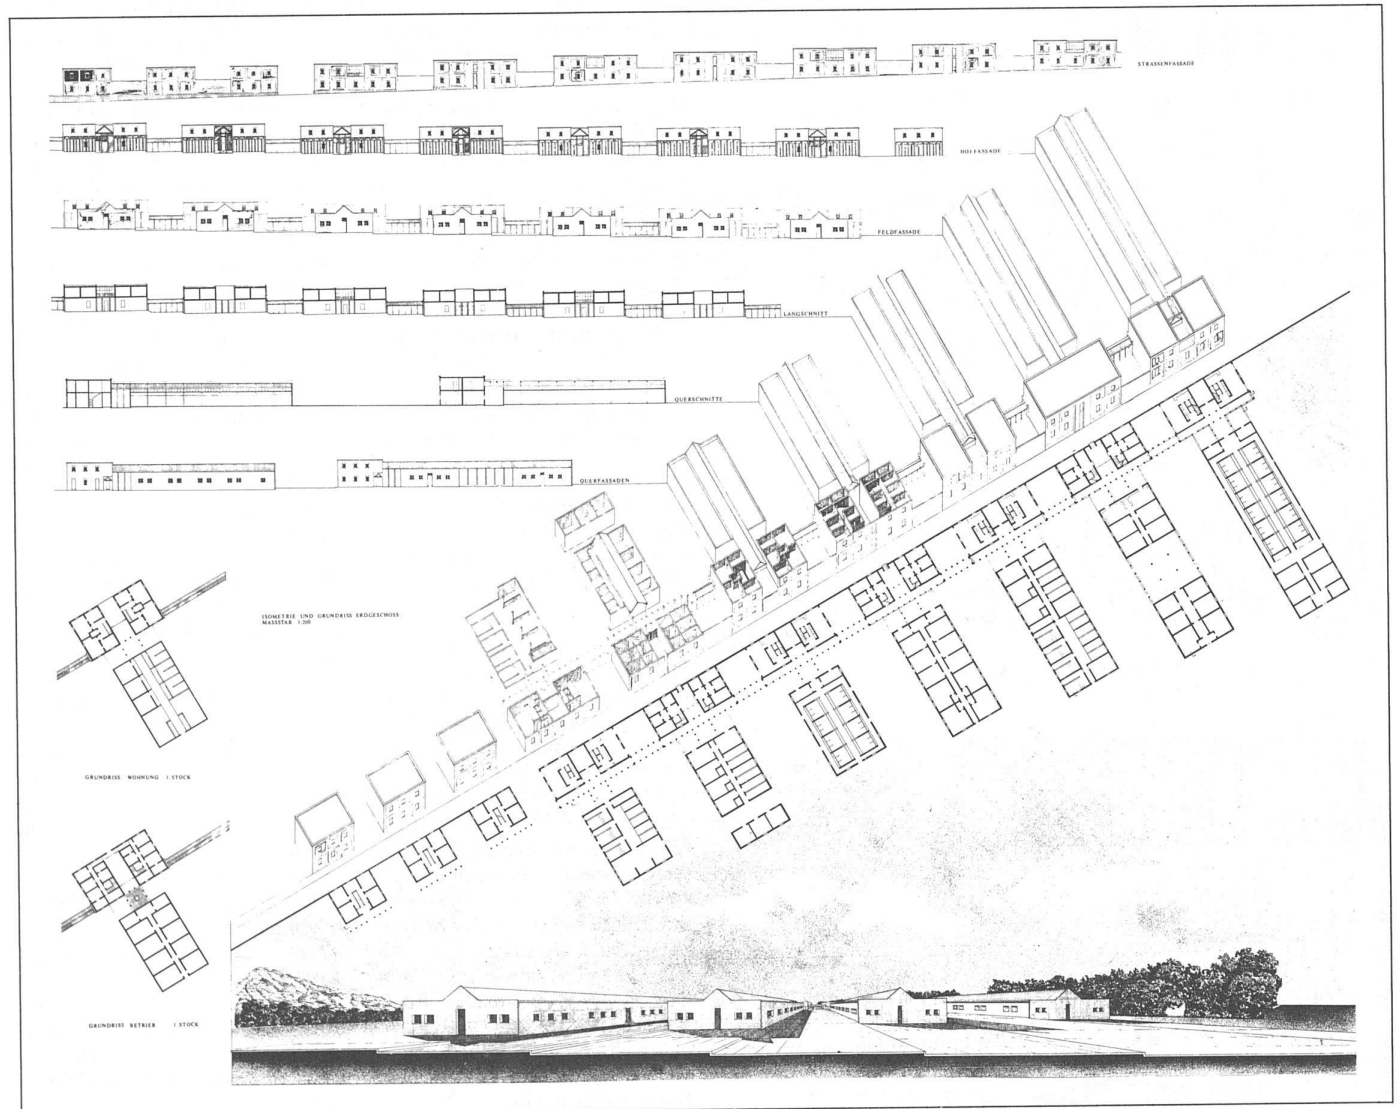 STRASSENFASSADE
HOFFASSADE
FELDFASSADE
LANGSCHNITT
QUERSCHNITTE
QUERFASSADEN
ISOMETRIE UND GRUNDRISS ERDGESCHOSS
MASSSTAB 1:200
GRUNDRISS WOHNUNG 1 STOCK
GRUNDRISS BETRIEB 1 STOCK